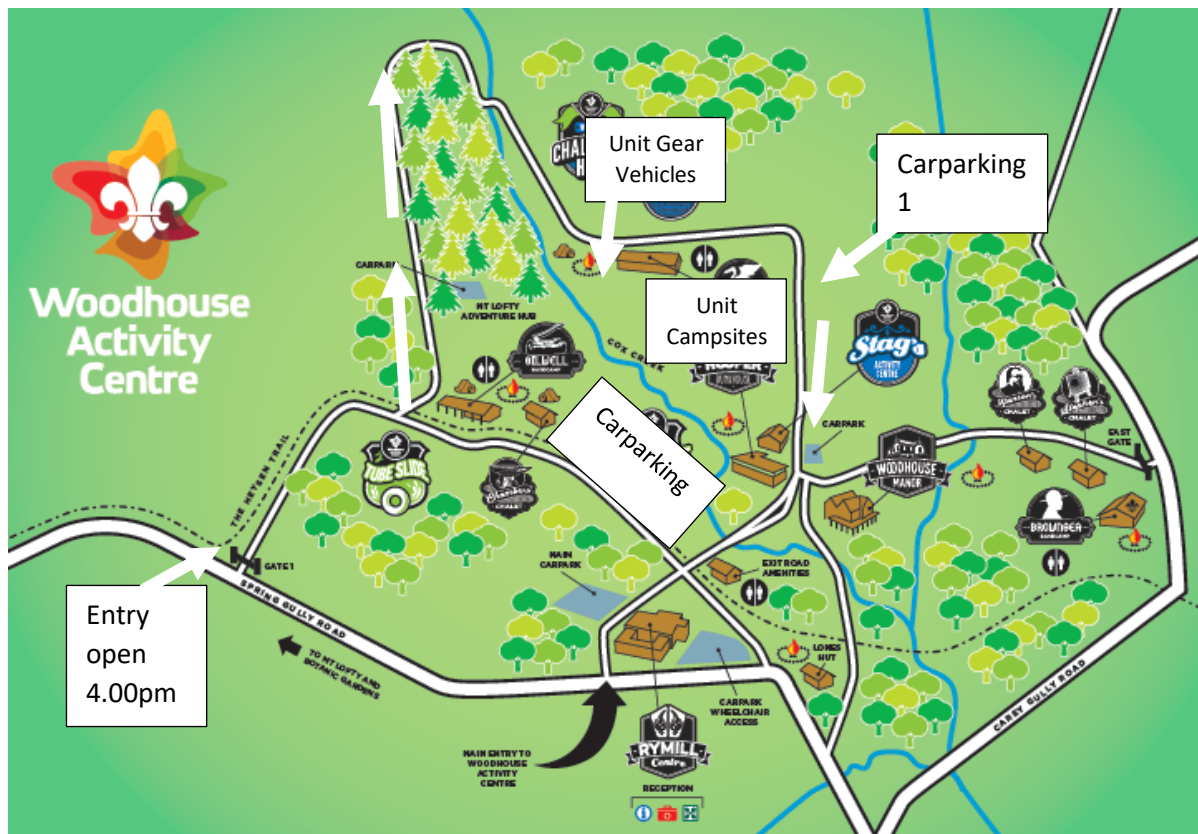 Woodhouse
Activity
Centre
CHAL
Unit Gear
Vehicles
Carparking
1
CARPARK
MT LOFTY
ADVENTURE HUB
Unit
Campsites
COX CREEK
Stag's
ACTIVITY
CENTRE
THE HEYSEN TRAIL
TUBE SLIDE
CHALET
Carparking
CARPARK
WOODHOUSE
MANOR
CHALET
CHALET
EAST
GATE
GATE 1
SPRING GULLY ROAD
Entry
open
4.00pm
TO MT LOFTY AND
BOTANIC GARDENS
MAIN
CARPARK
EXIT ROAD
AMENITIES
LONES HUT
CARPARK
WHEELCHAIR
ACCESS
CARRY GULLY ROAD
MAIN ENTRY TO
WOODHOUSE
ACTIVITY
CENTRE
RYMILL
Centre
RECEPTION